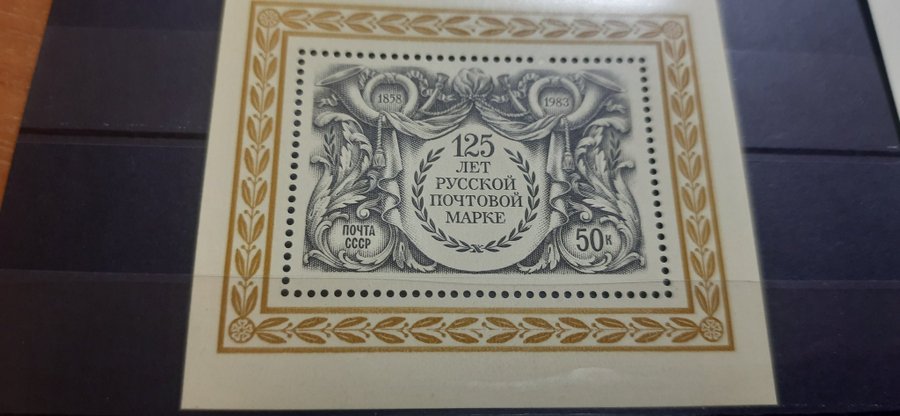 1858
1983
125
ЛЕТ
РУССКОЙ
ПОЧТОВОЙ
МАРКЕ
ПОЧТА
СССР
50к